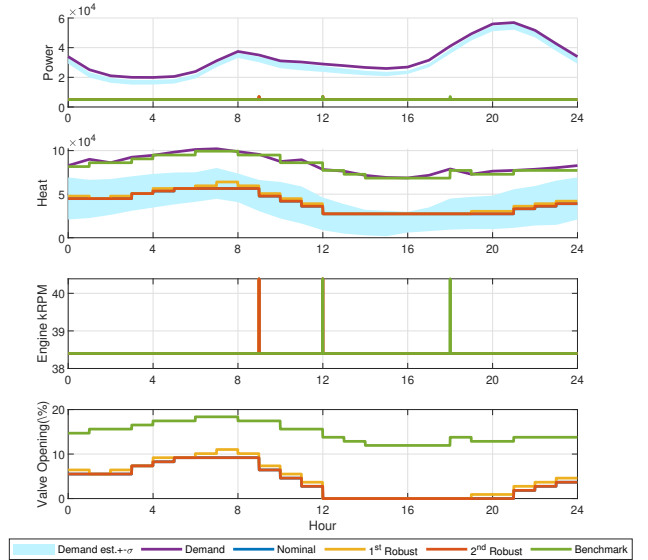 ×10⁴
6
4
2
0
Power
0 4 8 12 16 20 24
×10⁴
10
5
0
Heat
0 4 8 12 16 20 24
40
39
38
Engine kRPM
0 4 8 12 16 20 24
20
10
0
Valve Opening(\%)
0 4 8 12 16 20 24
Hour
Demand est.+-σ Demand Nominal 1st Robust 2nd Robust Benchmark